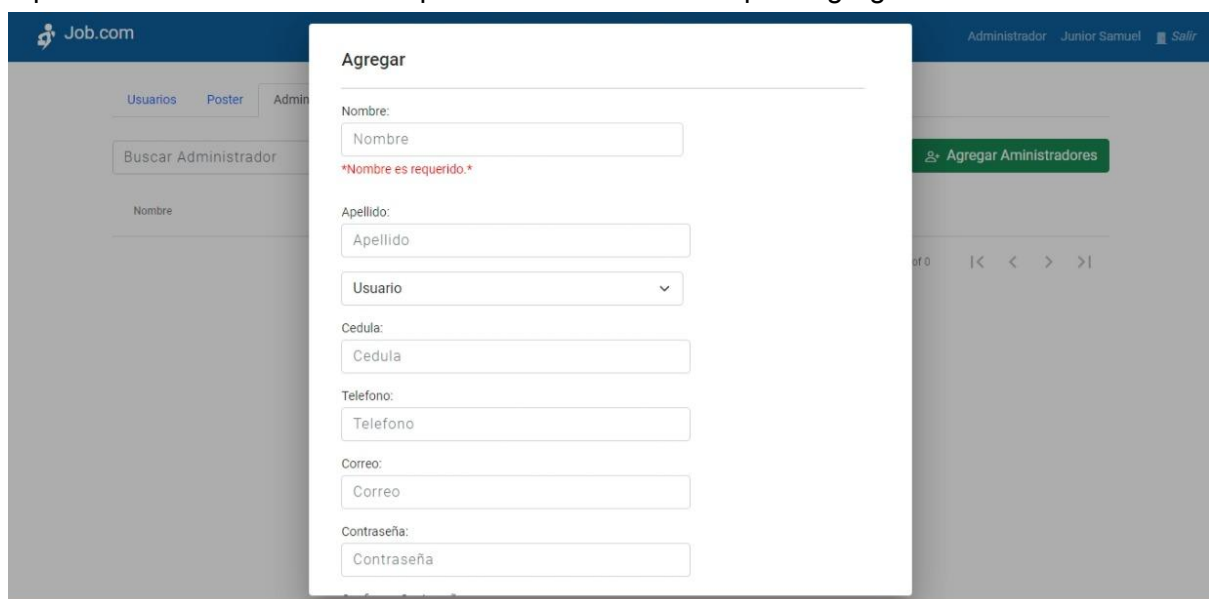 Job.com
Administrador Junior Samuel Salir
Agregar
Usuarios Poster Admin
Nombre:
Nombre
Buscar Administrador
Agregar Aministradores
*Nombre es requerido.*
Nombre
Apellido:
Apellido
of 0
Usuario
Cedula:
Cedula
Telefono:
Telefono
Correo:
Correo
Contraseña:
Contraseña